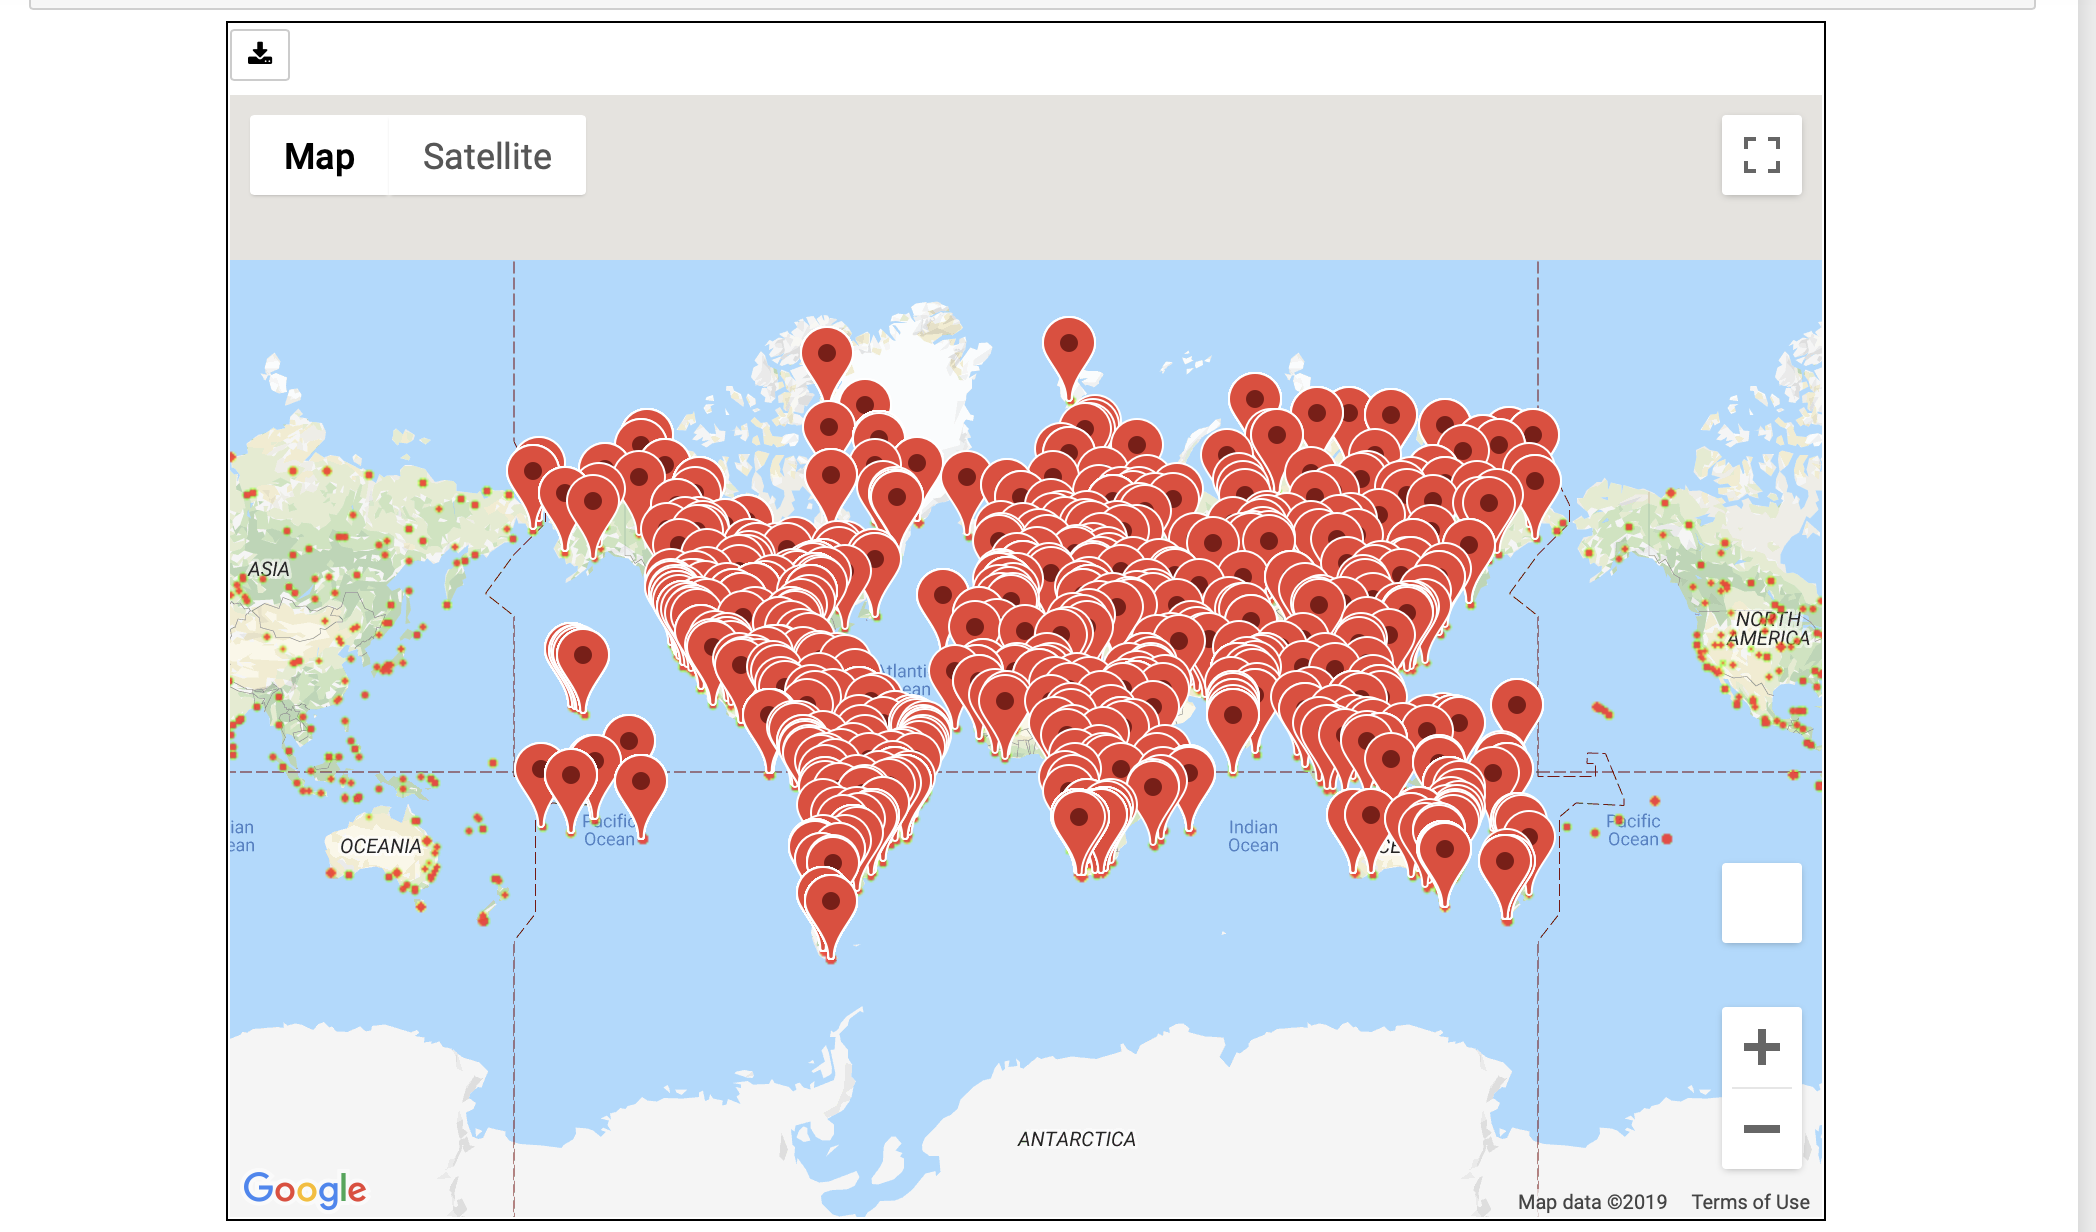 Map
Satellite
ASIA
NORTH
AMERICA
Atlanti
ean
Pacific
Ocean
Indian
Ocean
Pacific
Ocean
ian
ean
OCEANIA
CE
ANTARCTICA
Google
Map data ©2019
Terms of Use